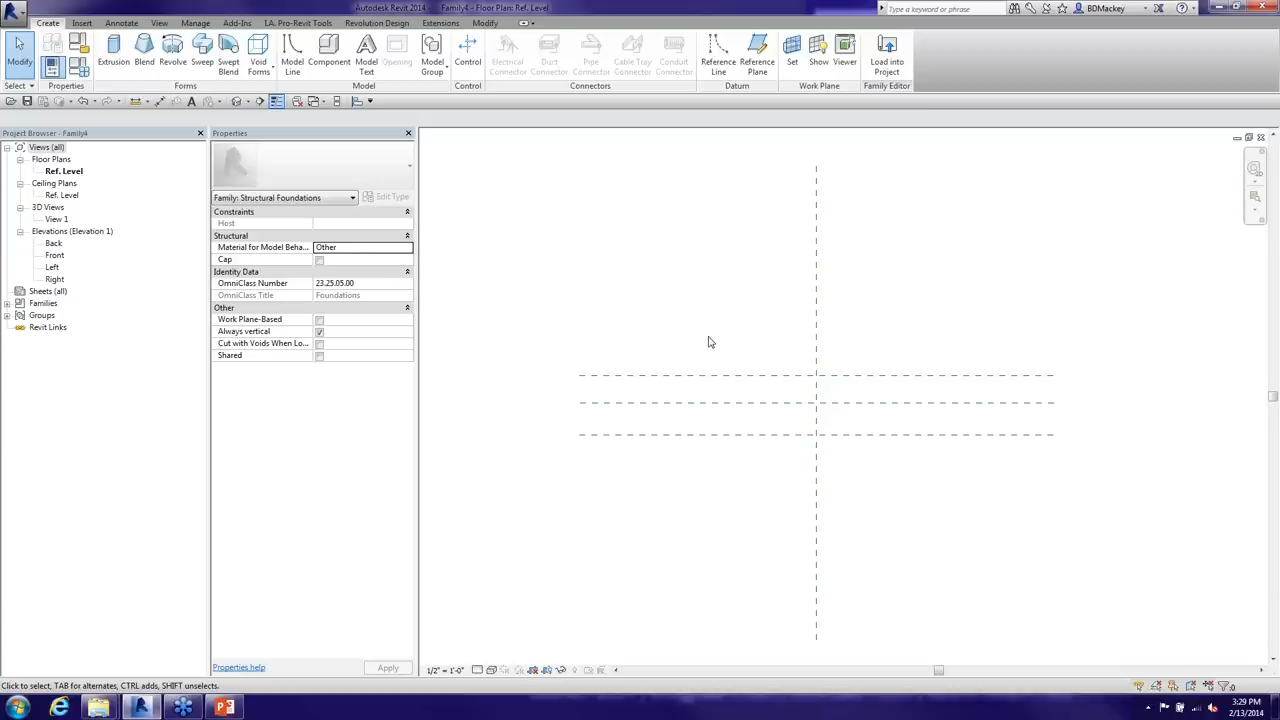 Autodesk Revit 2014 - Family4 - Floor Plan: Ref. Level
Type a keyword or phrase
BDMackey
Create Insert Annotate View Manage Add-Ins I.A. Pro-Revit Tools Revolution Design Extensions Modify
Modify Extrusion Blend Revolve Sweep Swept Blend Void Forms Model Line Component Model Text Opening Model Group Control Electrical Connector Duct Connector Pipe Connector Cable Tray Connector Conduit Connector Reference Line Reference Plane Set Show Viewer Load into Project
Select Properties Forms Model Control Connectors Datum Work Plane Family Editor
Project Browser - Family4
Views (all)
Floor Plans
Ref. Level
Ceiling Plans
Ref. Level
3D Views
View 1
Elevations (Elevation 1)
Back
Front
Left
Right
Sheets (all)
Families
Groups
Revit Links
Properties
Family: Structural Foundations Edit Type
Constraints
Host
Structural
Material for Model Beha... Other
Cap
Identity Data
OmniClass Number 23.25.05.00
OmniClass Title Foundations
Other
Work Plane-Based
Always vertical
Cut with Voids When Lo...
Shared
Properties help Apply
1/2" = 1'-0"
Click to select, TAB for alternates, CTRL adds, SHIFT unselects.
:0
3:29 PM
2/13/2014